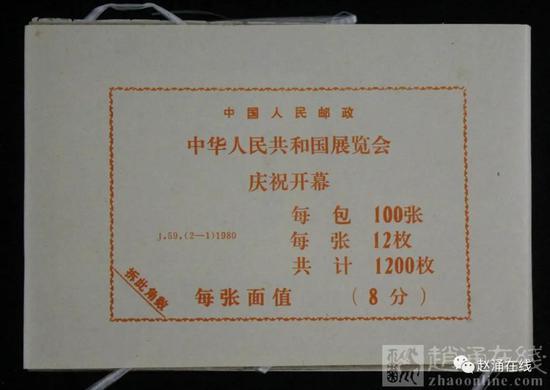 中国人民邮政
中华人民共和国展览会
庆祝开幕
每包 100张
J.59.(2—1)1980
每张 12枚
共计 1200枚
拆此角数
每张面值 (8分)
赵涌在线
zhaoonline.com
赵涌在线